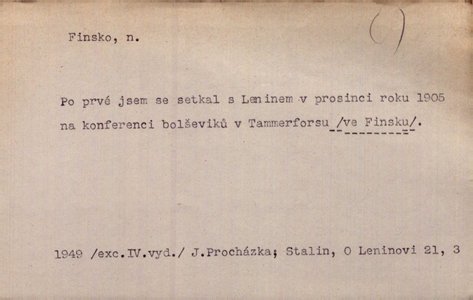 Finsko, n.
Po prvé jsem se setkal s Leninem v prosinci roku 1905
na konferenci bolševiků v Tammerforsu /ve Finsku/.
1949 /exc.IV.vyd./ J.Procházka; Stalin, O Leninovi 21, 3